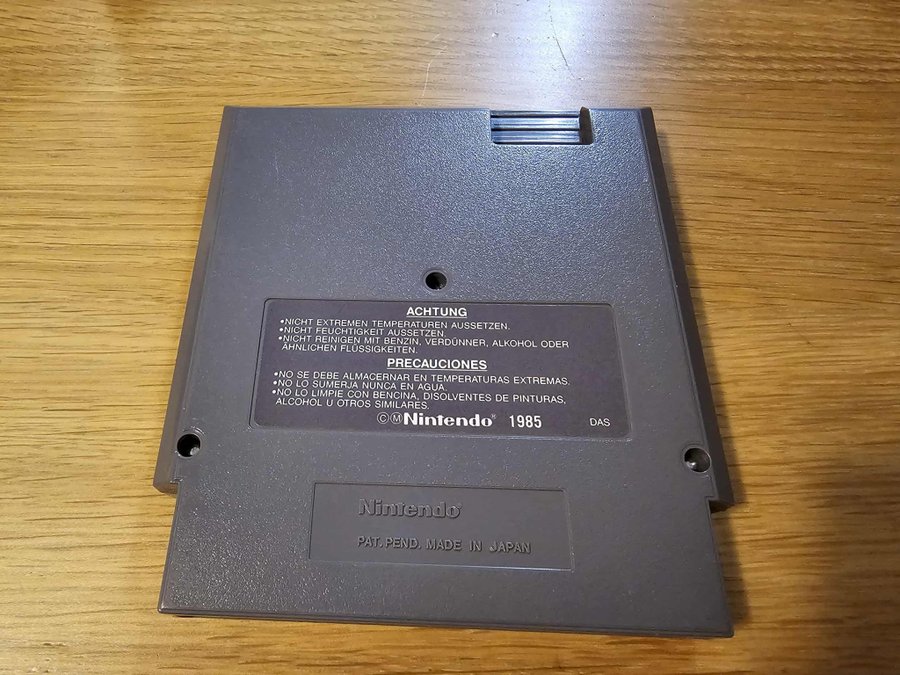 ACHTUNG
•NICHT EXTREMEN TEMPERATUREN AUSSETZEN.
•NICHT FEUCHTIGKEIT AUSSETZEN.
•NICHT REINIGEN MIT BENZIN, VERDÜNNER, ALKOHOL ODER
ÄHNLICHEN FLÜSSIGKEITEN.
PRECAUCIONES
•NO SE DEBE ALMACERNAR EN TEMPERATURAS EXTREMAS.
•NO LO SUMERJA NUNCA EN AGUA.
•NO LO LIMPIE CON BENCINA, DISOLVENTES DE PINTURAS,
ALCOHOL U OTROS SIMILARES.
©Ⓜ Nintendo® 1985 DAS
Nintendo®
PAT. PEND. MADE IN JAPAN